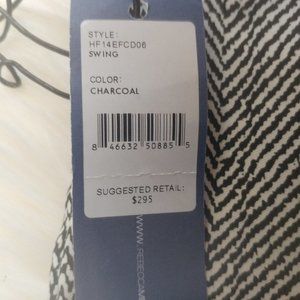 STYLE:
HF14EFCD06
SWING
COLOR:
CHARCOAL
8 46632 50885 5
SUGGESTED RETAIL:
$295